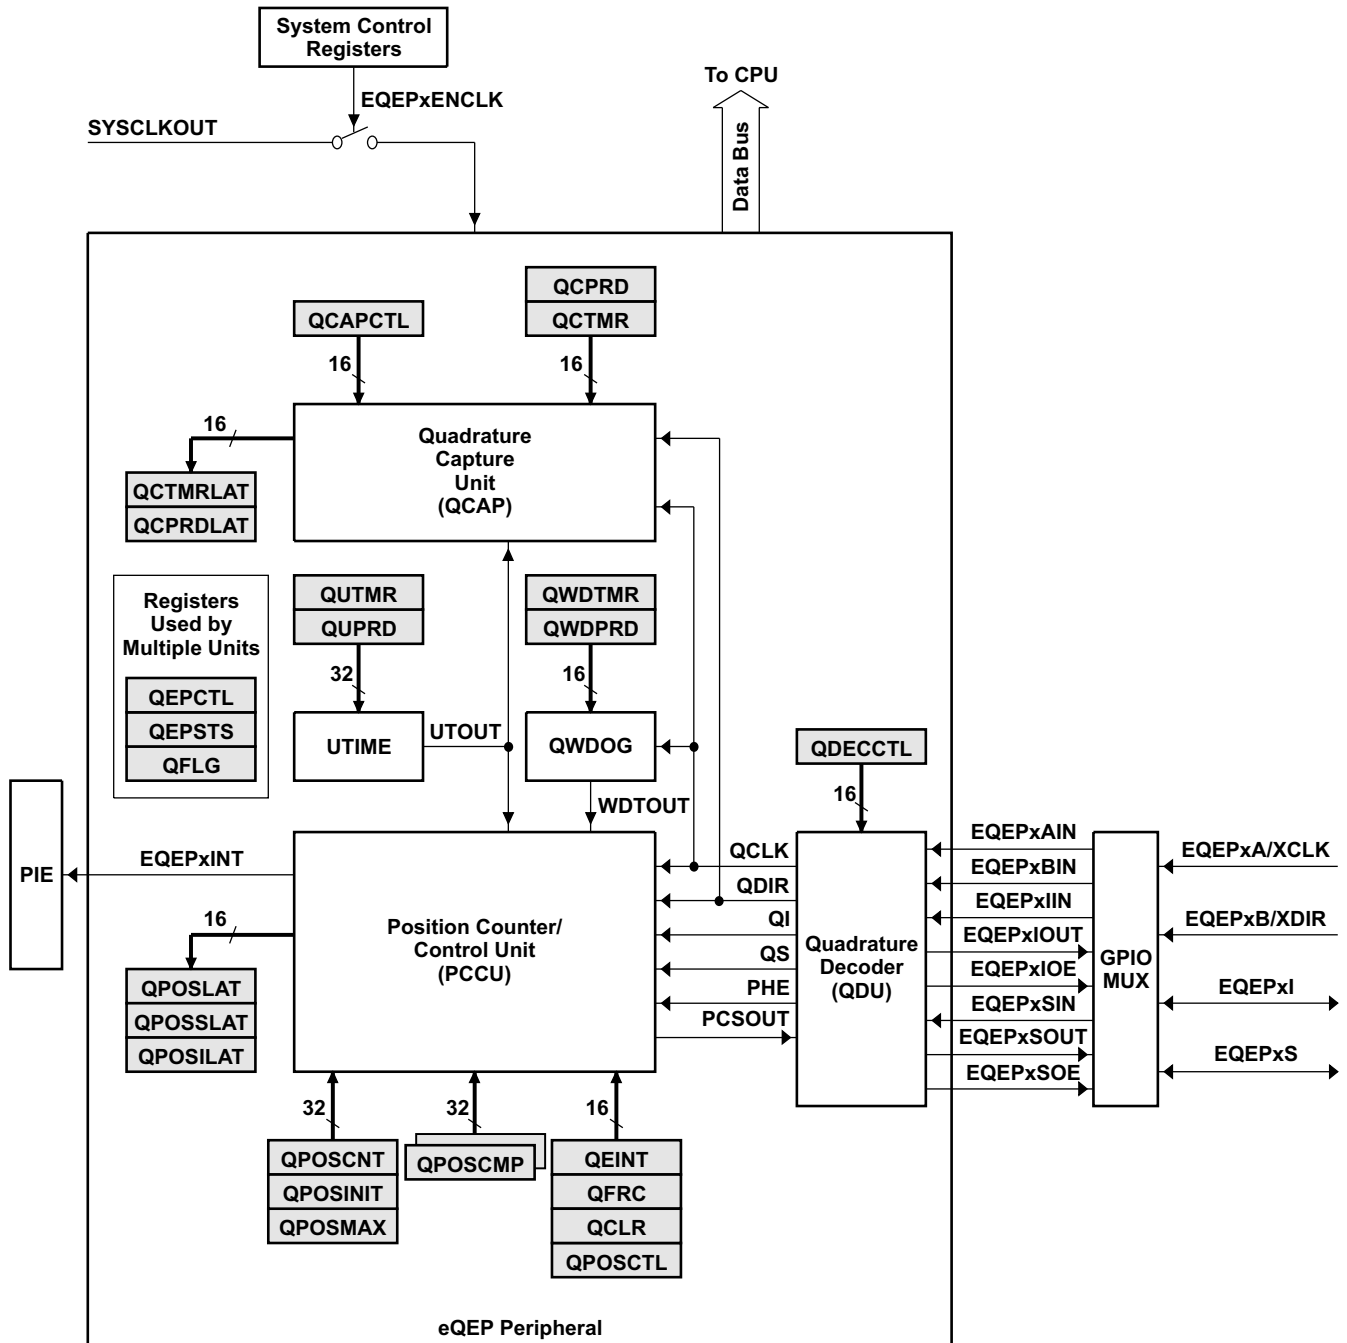 System Control
Registers
To CPU
EQEPxENCLK
SYSCLKOUT
Data Bus
QCPRD
QCAPCTL
QCTMR
16
16
16
Quadrature
Capture
Unit
(QCAP)
QCTMRLAT
QCPRDLAT
Registers
Used by
Multiple Units
QEPCTL
QEPSTS
QFLG
QUTMR
QUPRD
QWDTMR
QWDPRD
32
16
UTIME
UTOUT
QWDOG
QDECCTL
WDTOUT
16
PIE
EQEPxINT
16
Position Counter/
Control Unit
(PCCU)
QCLK
QDIR
QI
QS
PHE
PCSOUT
Quadrature
Decoder
(QDU)
EQEPxAIN
EQEPxBIN
EQEPxIIN
EQEPxIOUT
EQEPxIOE
EQEPxSIN
EQEPxSOUT
EQEPxSOE
GPIO
MUX
EQEPxA/XCLK
EQEPxB/XDIR
EQEPxI
EQEPxS
QPOSLAT
QPOSSLAT
QPOSILAT
32
32
16
QPOSCNT
QPOSINIT
QPOSMAX
QPOSCMP
QEINT
QFRC
QCLR
QPOSCTL
eQEP Peripheral